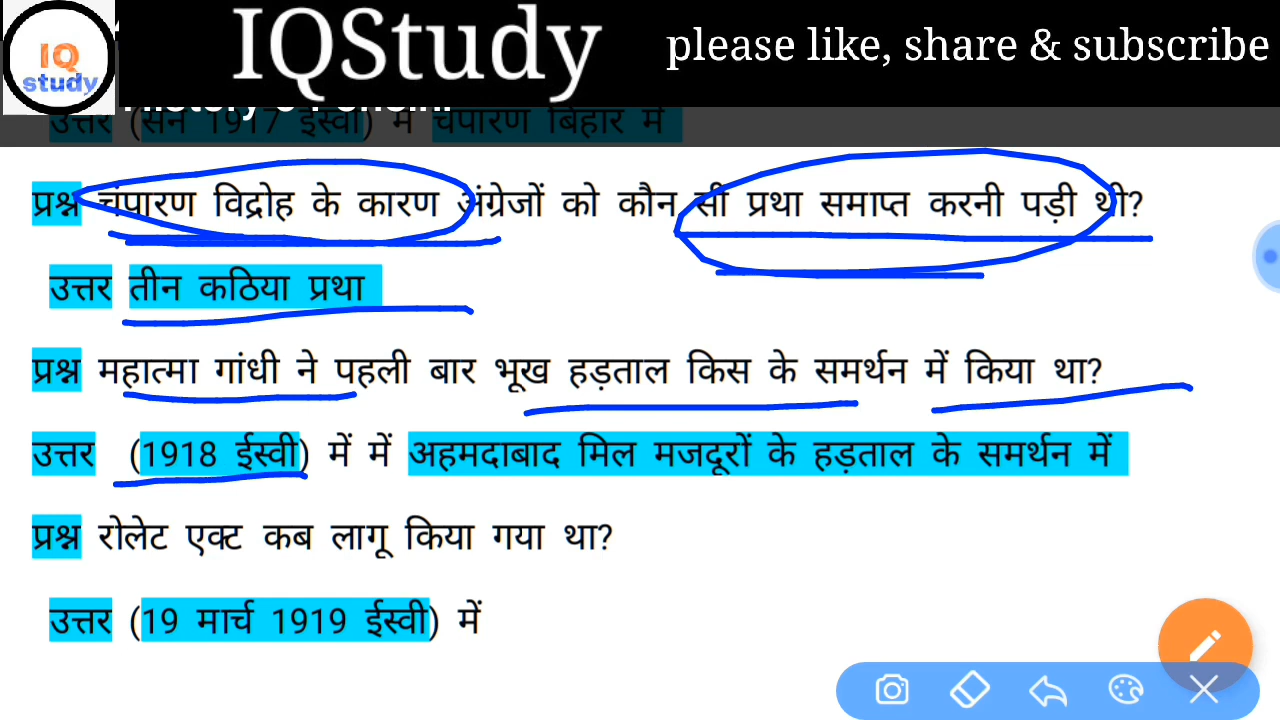 IQ study
IQStudy
please like, share & subscribe
उत्तर (सन 1917 ईस्वी) में चंपारण बिहार में
प्रश्न चंपारण विद्रोह के कारण अंग्रेजों को कौन सी प्रथा समाप्त करनी पड़ी थी?
उत्तर तीन कठिया प्रथा
प्रश्न महात्मा गांधी ने पहली बार भूख हड़ताल किस के समर्थन में किया था?
उत्तर (1918 ईस्वी) में में अहमदाबाद मिल मजदूरों के हड़ताल के समर्थन में
प्रश्न रोलेट एक्ट कब लागू किया गया था?
उत्तर (19 मार्च 1919 ईस्वी) में